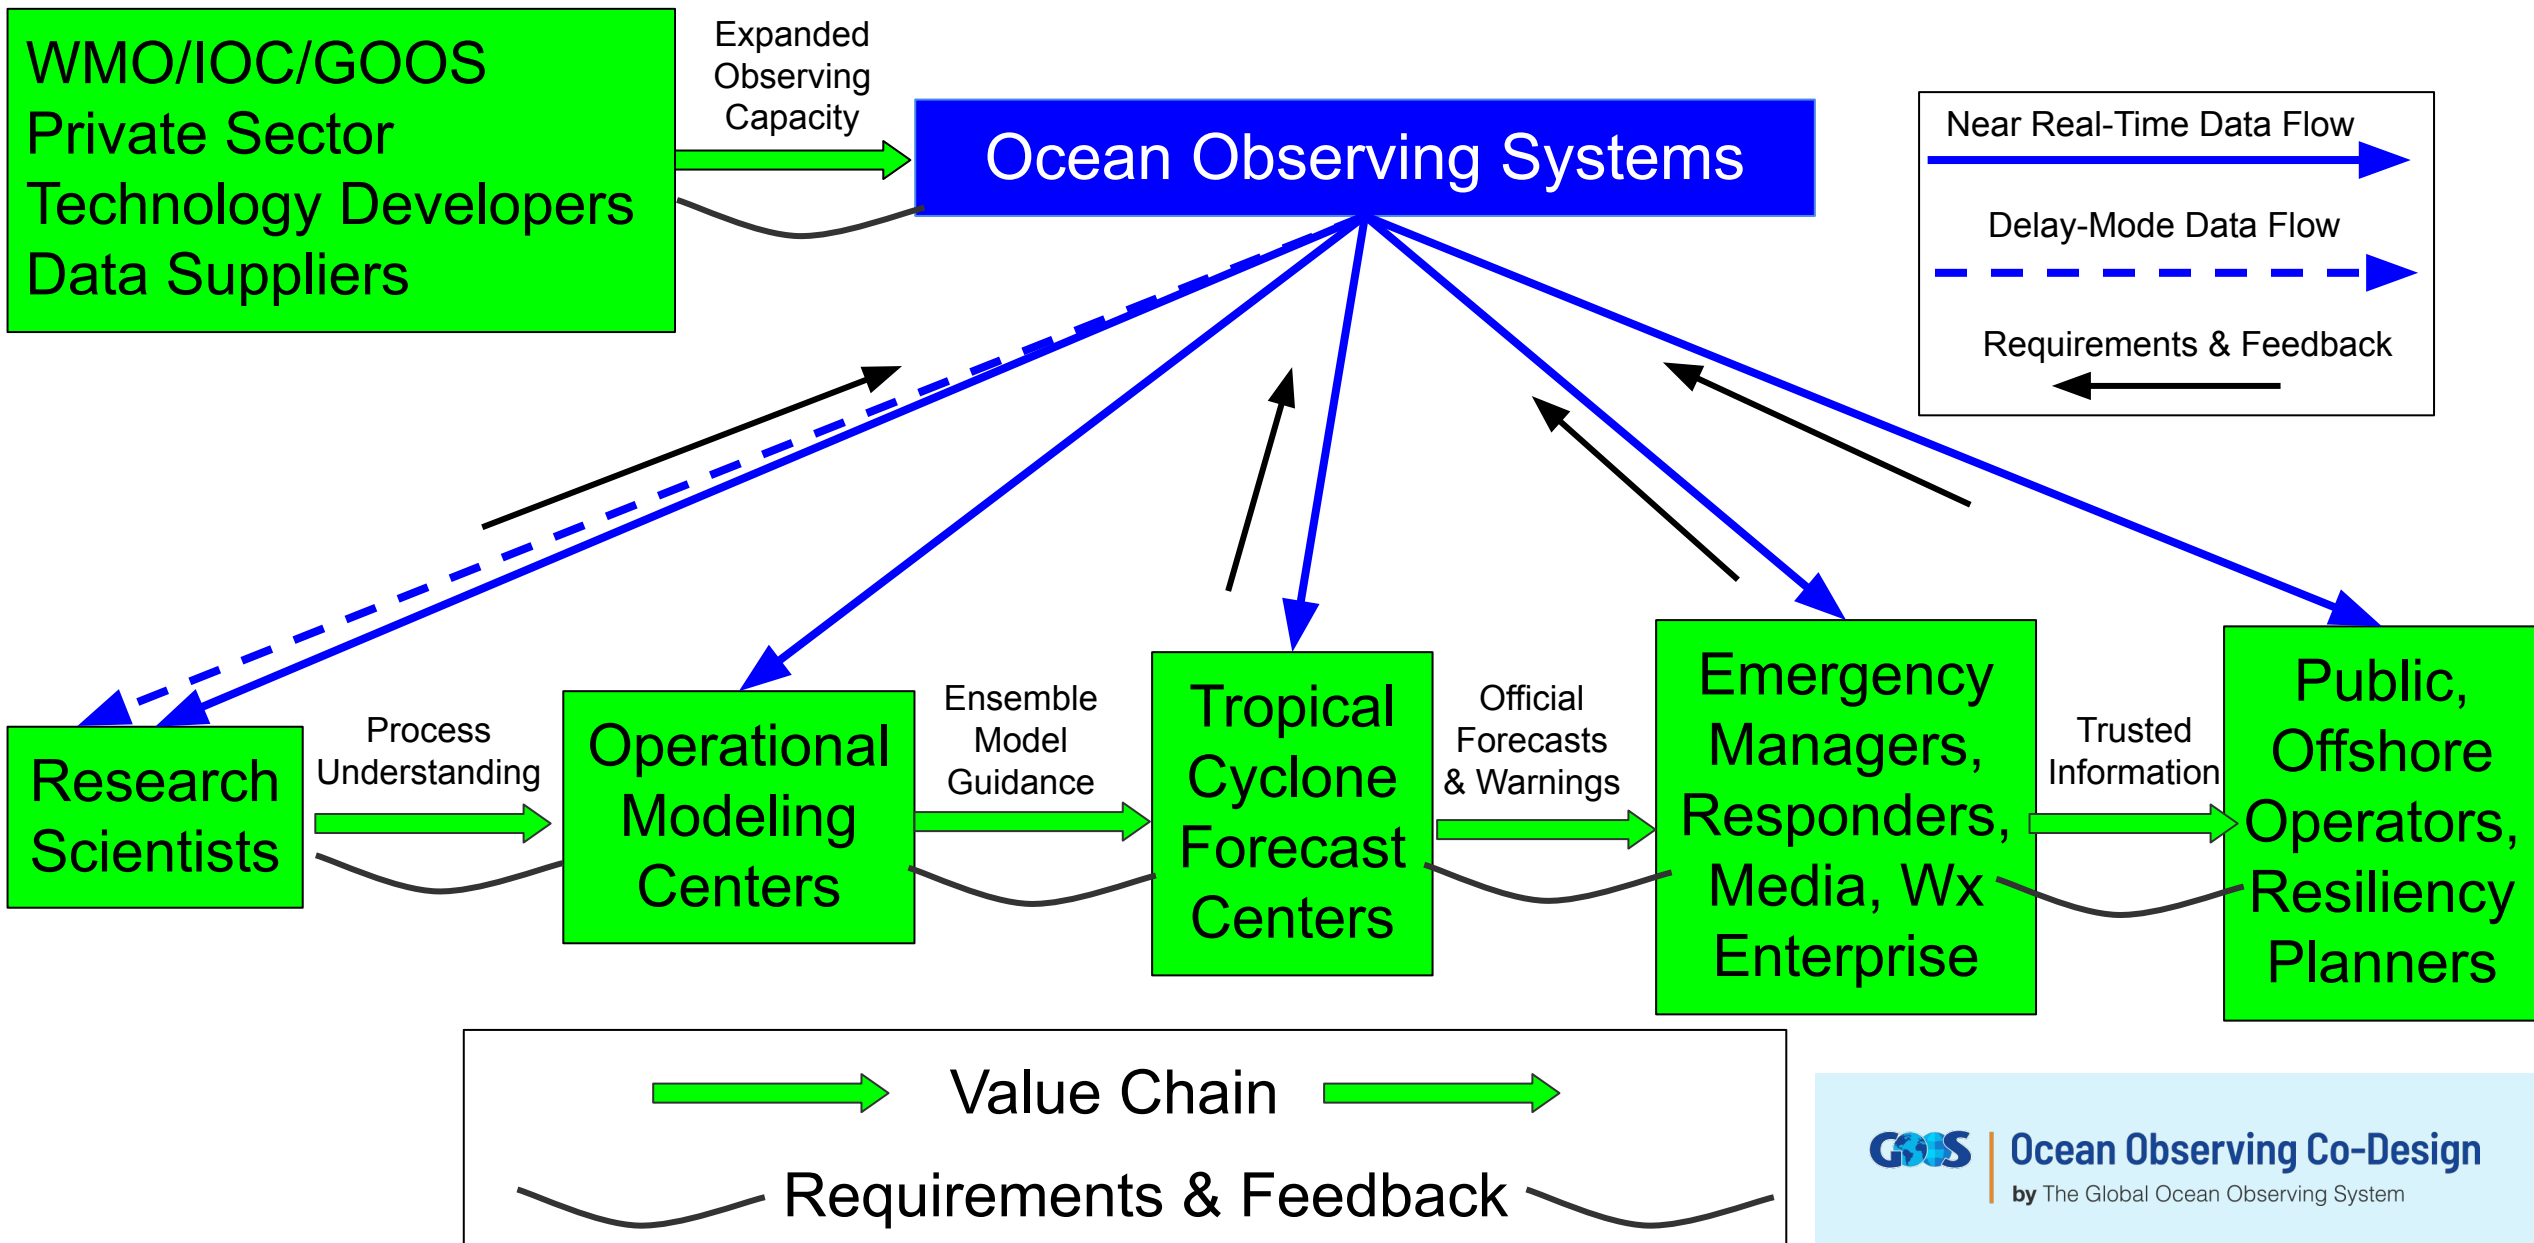 WMO/IOC/GOOS
Private Sector
Technology Developers
Data Suppliers
Expanded
Observing
Capacity
Ocean Observing Systems
Near Real-Time Data Flow
Delay-Mode Data Flow
Requirements & Feedback
Research
Scientists
Process
Understanding
Operational
Modeling
Centers
Ensemble
Model
Guidance
Tropical
Cyclone
Forecast
Centers
Official
Forecasts
& Warnings
Emergency
Managers,
Responders,
Media, Wx
Enterprise
Trusted
Information
Public,
Offshore
Operators,
Resiliency
Planners
Value Chain
Requirements & Feedback
GOOS
Ocean Observing Co-Design
by The Global Ocean Observing System